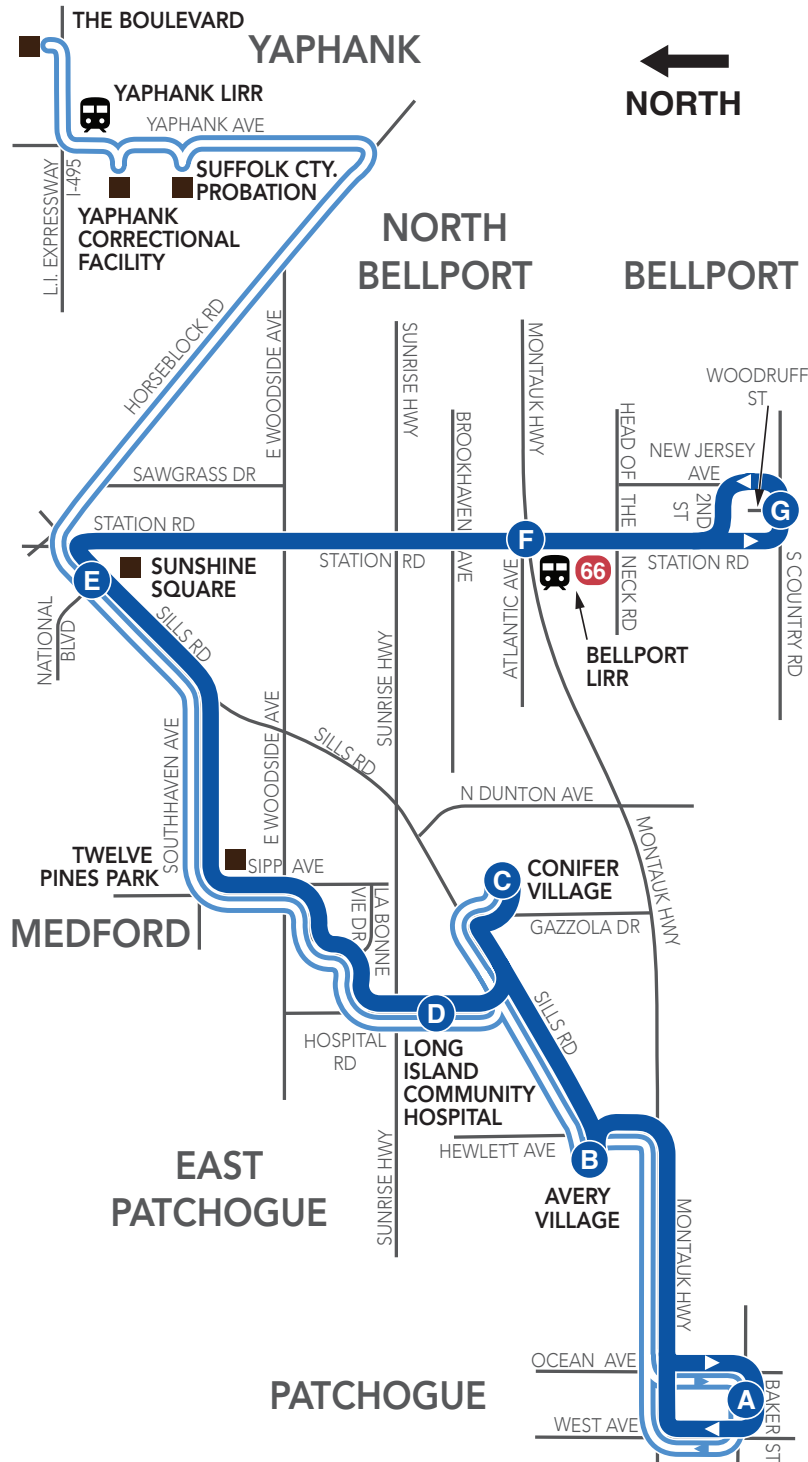 THE BOULEVARD
YAPHANK
NORTH
YAPHANK LIRR
YAPHANK AVE
L.I. EXPRESSWAY
I-495
SUFFOLK CTY.
PROBATION
YAPHANK
CORRECTIONAL
FACILITY
NORTH
BELLPORT
BELLPORT
HORSEBLOCK RD
E WOODSIDE AVE
SUNRISE HWY
MONTAUK HWY
WOODRUFF
ST
BROOKHAVEN AVE
HEAD OF THE NECK RD
NEW JERSEY
AVE
2ND
ST
SAWGRASS DR
STATION RD
G
F
STATION RD
STATION RD
S COUNTRY RD
E
SUNSHINE
SQUARE
66
ATLANTIC AVE
BELLPORT
LIRR
NATIONAL
BLVD
SILLS RD
SOUTHHAVEN AVE
E WOODSIDE AVE
SUNRISE HWY
SILLS RD
N DUNTON AVE
MONTAUK HWY
TWELVE
PINES PARK
SIPP AVE
LA BONNE
VIE DR
C
CONIFER
VILLAGE
GAZZOLA DR
MEDFORD
D
SILLS RD
HOSPITAL
RD
LONG
ISLAND
COMMUNITY
HOSPITAL
SUNRISE HWY
HEWLETT AVE
B
AVERY
VILLAGE
EAST
PATCHOGUE
MONTAUK HWY
OCEAN AVE
PATCHOGUE
A
BAKER ST
WEST AVE